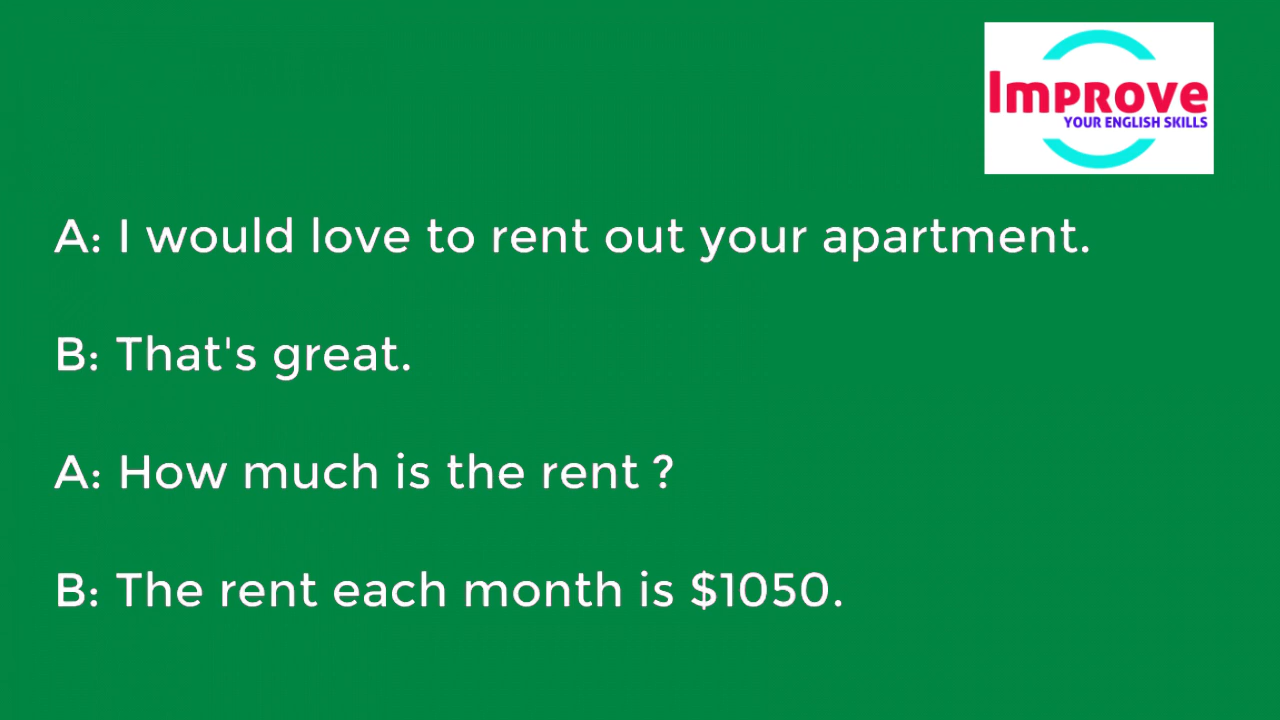 Improve
YOUR ENGLISH SKILLS
A: I would love to rent out your apartment.
B: That's great.
A: How much is the rent ?
B: The rent each month is $1050.